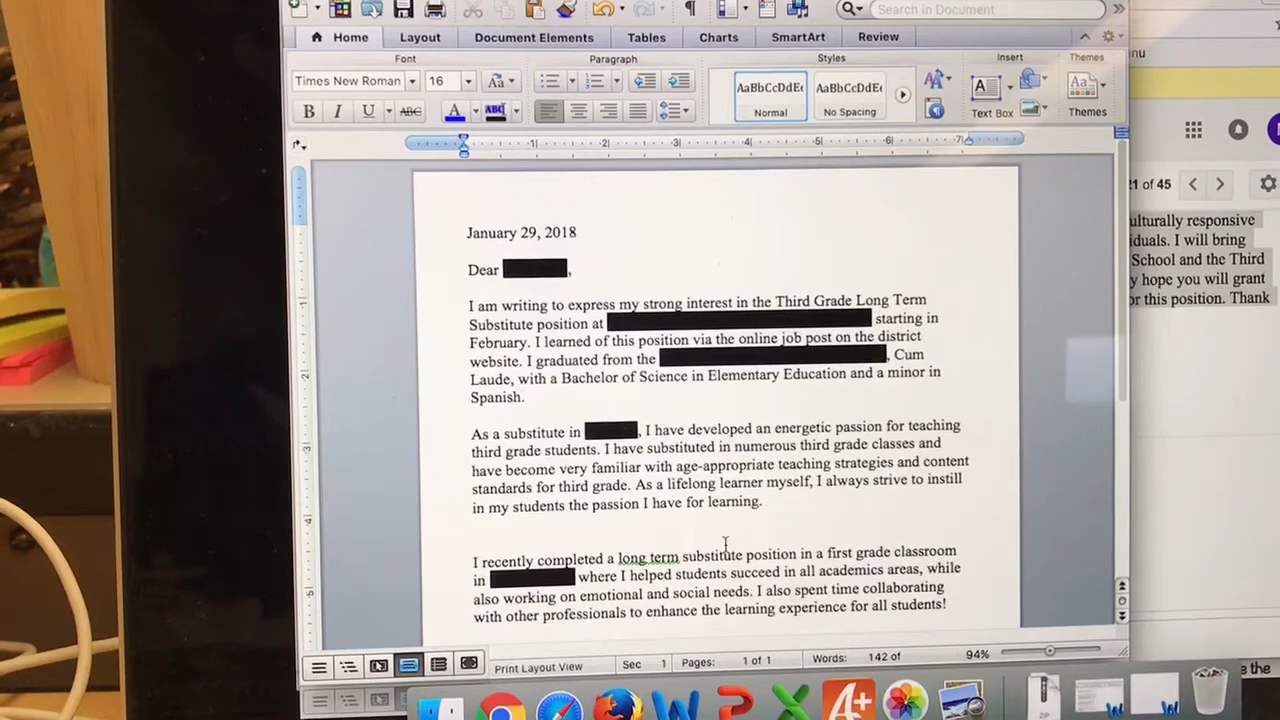 Search in Document
Home Layout Document Elements Tables Charts SmartArt Review
Font Paragraph Styles Insert Themes
Times New Roman 16 Aa AaBbCcDdEe AaBbCcDdEe A Aa
B I U ABC A ABC Normal No Spacing Text Box Themes
January 29, 2018
Dear ,
I am writing to express my strong interest in the Third Grade Long Term
Substitute position at starting in
February. I learned of this position via the online job post on the district
website. I graduated from the , Cum
Laude, with a Bachelor of Science in Elementary Education and a minor in
Spanish.
As a substitute in , I have developed an energetic passion for teaching
third grade students. I have substituted in numerous third grade classes and
have become very familiar with age-appropriate teaching strategies and content
standards for third grade. As a lifelong learner myself, I always strive to instill
in my students the passion I have for learning.
I recently completed a long term substitute position in a first grade classroom
in where I helped students succeed in all academics areas, while
also working on emotional and social needs. I also spent time collaborating
with other professionals to enhance the learning experience for all students!
Print Layout View Sec 1 Pages: 1 of 1 Words: 142 of 94%
nu
21 of 45
ulturally responsive
iduals. I will bring
School and the Third
y hope you will grant
or this position. Thank
e the